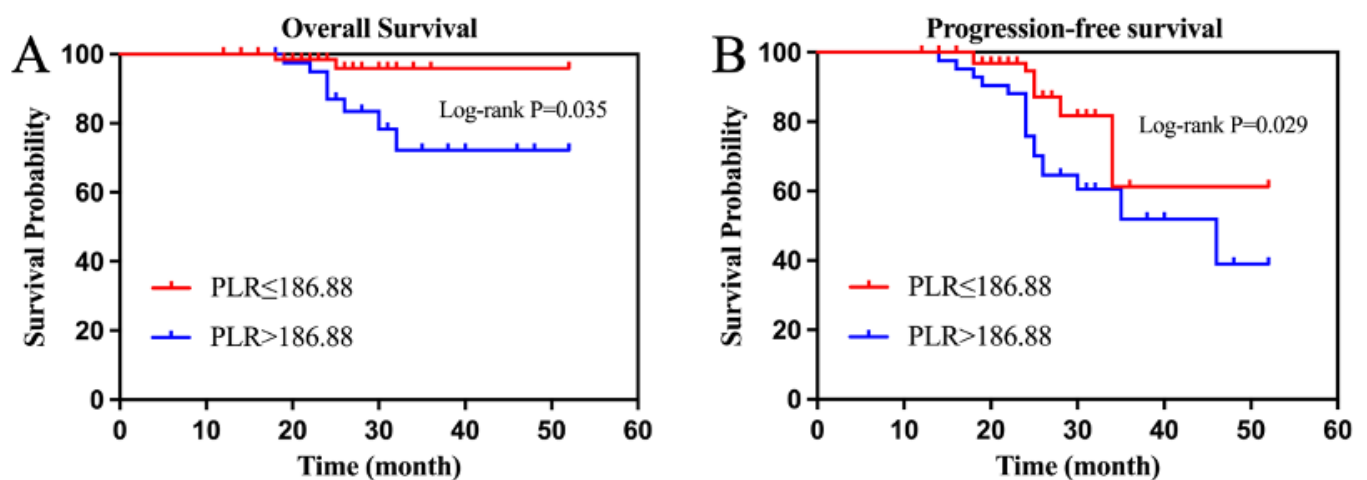 A
Overall Survival
Survival Probability
100
80
60
40
20
0
Log-rank P=0.035
PLR≤186.88
PLR>186.88
0 10 20 30 40 50 60
Time (month)
B
Progression-free survival
Survival Probability
100
80
60
40
20
0
Log-rank P=0.029
PLR≤186.88
PLR>186.88
0 10 20 30 40 50 60
Time (month)